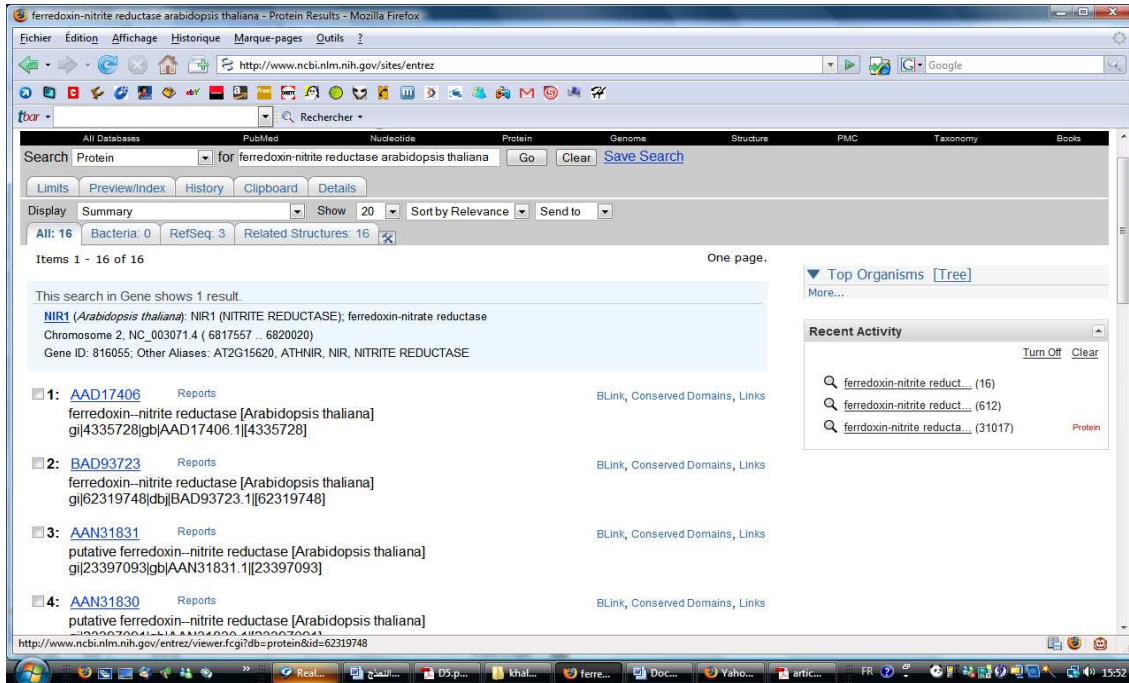 ferredoxin-nitrite reductase arabidopsis thaliana - Protein Results - Mozilla Firefox
Fichier Édition Affichage Historique Marque-pages Outils ?
http://www.ncbi.nlm.nih.gov/sites/entrez Google
tbar Rechercher
All Databases PubMed Nucleotide Protein Genome Structure PMC Taxonomy Books
Search Protein for ferredoxin-nitrite reductase arabidopsis thaliana Go Clear Save Search
Limits Preview/Index History Clipboard Details
Display Summary Show 20 Sort by Relevance Send to
All: 16 Bacteria: 0 RefSeq: 3 Related Structures: 16
Items 1 - 16 of 16 One page.
Top Organisms [Tree]
More...
This search in Gene shows 1 result.
NIR1 (Arabidopsis thaliana): NIR1 (NITRITE REDUCTASE); ferredoxin-nitrate reductase
Chromosome 2, NC_003071.4 ( 6817557 .. 6820020)
Gene ID: 816055; Other Aliases: AT2G15620, ATHNIR, NIR, NITRITE REDUCTASE
Recent Activity
Turn Off Clear
ferredoxin-nitrite reduct... (16)
ferredoxin-nitrite reduct... (612)
ferrdoxin-nitrite reducta... (31017) Protein
1: AAD17406 Reports BLink, Conserved Domains, Links
ferredoxin--nitrite reductase [Arabidopsis thaliana]
gi|4335728|gb|AAD17406.1|[4335728]
2: BAD93723 Reports BLink, Conserved Domains, Links
ferredoxin--nitrite reductase [Arabidopsis thaliana]
gi|62319748|dbj|BAD93723.1|[62319748]
3: AAN31831 Reports BLink, Conserved Domains, Links
putative ferredoxin--nitrite reductase [Arabidopsis thaliana]
gi|23397093|gb|AAN31831.1|[23397093]
4: AAN31830 Reports BLink, Conserved Domains, Links
putative ferredoxin--nitrite reductase [Arabidopsis thaliana]
http://www.ncbi.nlm.nih.gov/entrez/viewer.fcgi?db=protein&id=62319748
Real... النمذج... D5.p... khal... ferre... Doc... Yaho... artic... FR 15:52